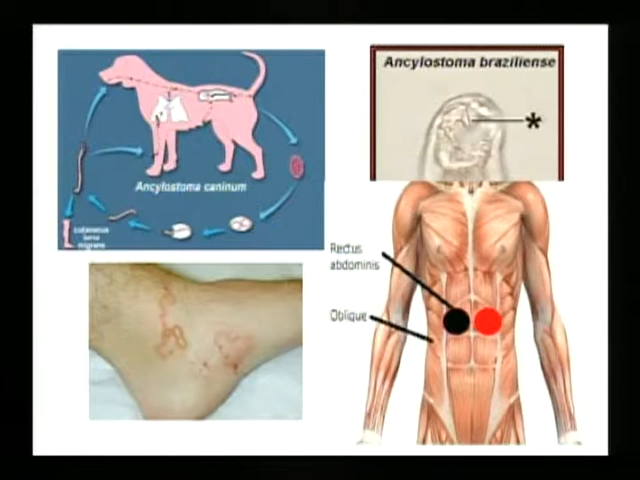 Ancylostoma braziliense
*
Ancylostoma caninum
cutaneous
larva
migrans
Rectus
abdominis
Oblique